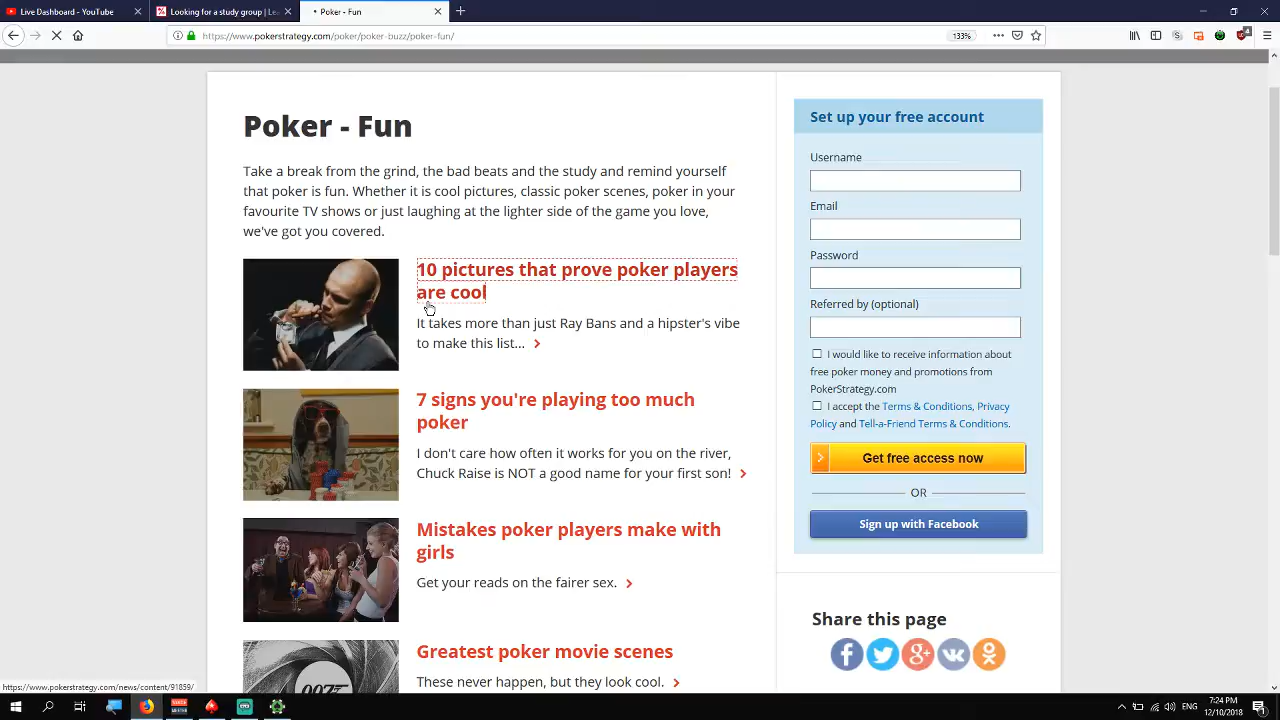 Live Dashboard - YouTube
Looking for a study group | Le
Poker - Fun
https://www.pokerstrategy.com/poker/poker-buzz/poker-fun/
133%
4
Poker - Fun
Take a break from the grind, the bad beats and the study and remind yourself
that poker is fun. Whether it is cool pictures, classic poker scenes, poker in your
favourite TV shows or just laughing at the lighter side of the game you love,
we've got you covered.
10 pictures that prove poker players
are cool
It takes more than just Ray Bans and a hipster's vibe
to make this list...
7 signs you're playing too much
poker
I don't care how often it works for you on the river,
Chuck Raise is NOT a good name for your first son!
Mistakes poker players make with
girls
Get your reads on the fairer sex.
007
Greatest poker movie scenes
These never happen, but they look cool.
Set up your free account
Username
Email
Password
Referred by (optional)
I would like to receive information about
free poker money and promotions from
PokerStrategy.com
I accept the Terms & Conditions, Privacy
Policy and Tell-a-Friend Terms & Conditions.
Get free access now
OR
Sign up with Facebook
Share this page
https://www.pokerstrategy.com/news/content/91859/
ENG
7:24 PM
12/10/2018